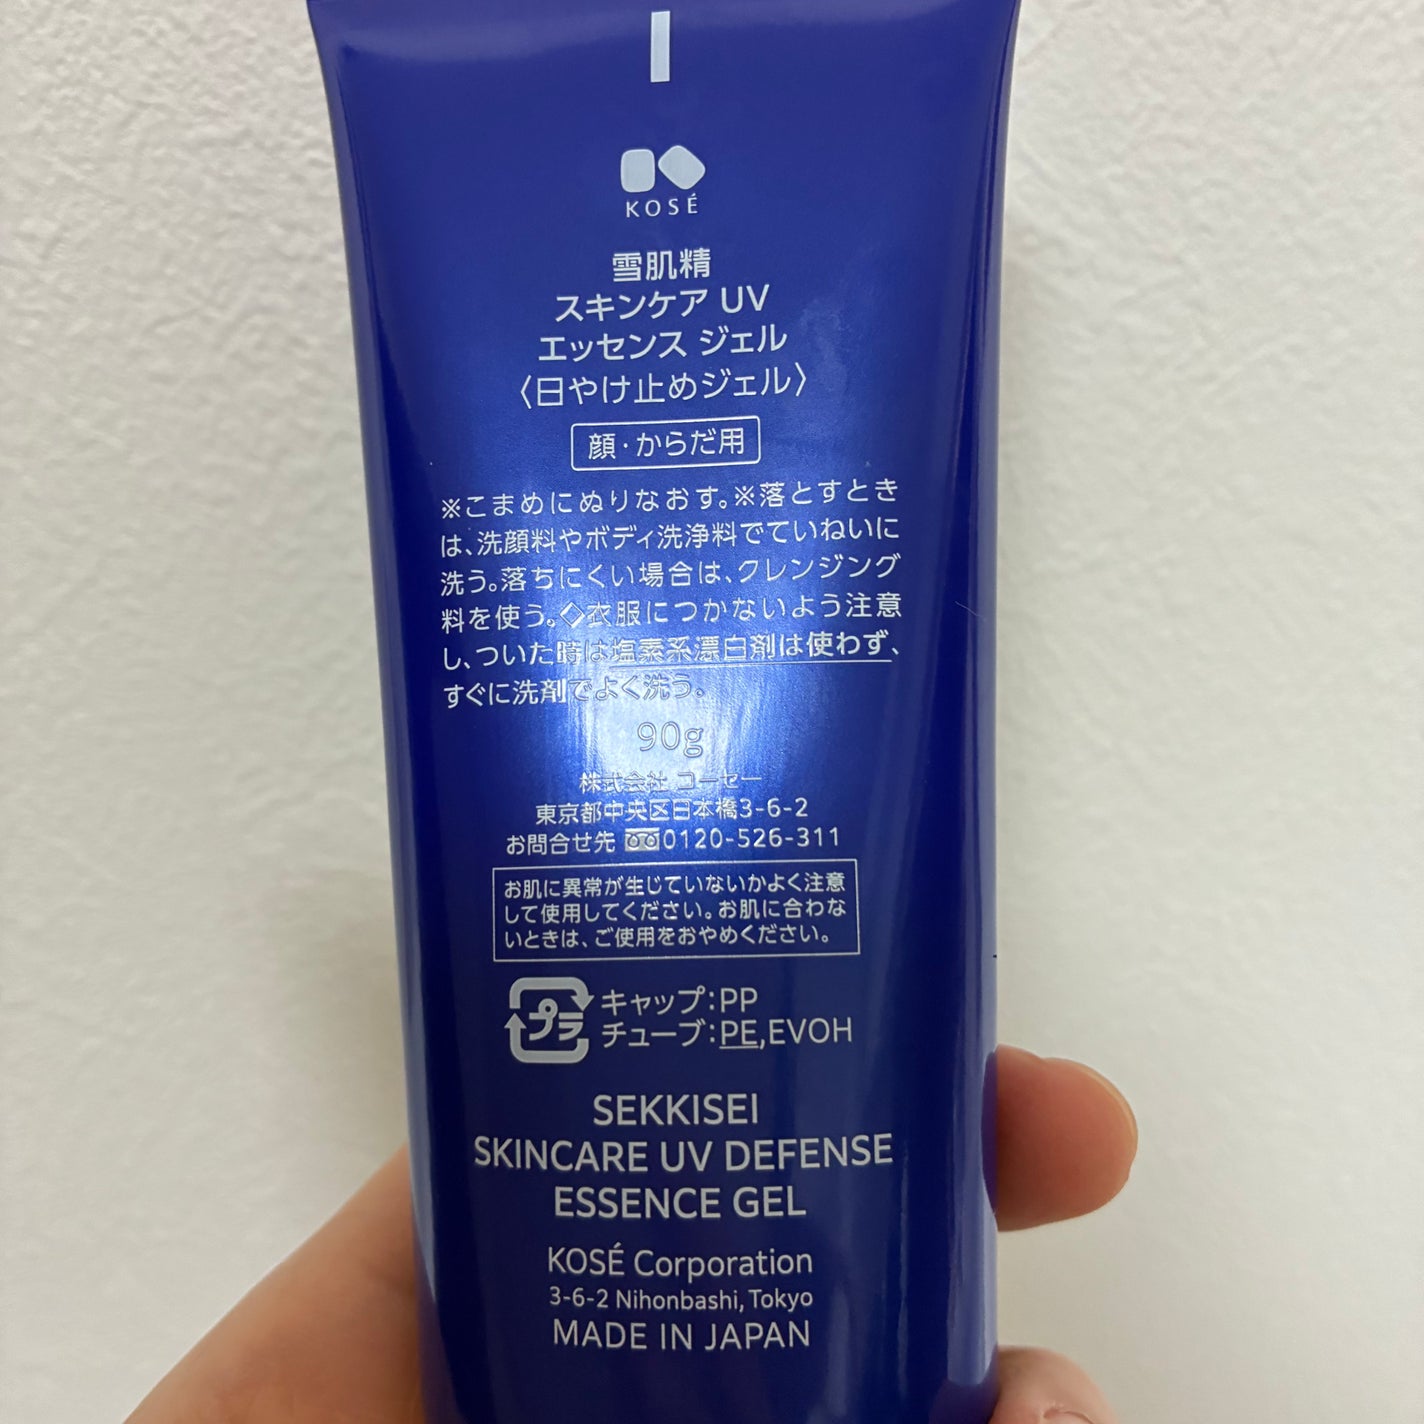 KOSÉ
雪肌精
スキンケア UV
エッセンス ジェル
〈日やけ止めジェル〉
顔・からだ用
※こまめにぬりなおす。※落とすとき
は、洗顔料やボディ洗浄料でていねいに
洗う。落ちにくい場合は、クレンジング
料を使う。◇衣服につかないよう注意
し、ついた時は塩素系漂白剤は使わず、
すぐに洗剤でよく洗う。
90g
株式会社 コーセー
東京都中央区日本橋3-6-2
お問合せ先 0120-526-311
お肌に異常が生じていないかよく注意
して使用してください。お肌に合わな
いときは、ご使用をおやめください。
プラ
キャップ:PP
チューブ:PE,EVOH
SEKKISEI
SKINCARE UV DEFENSE
ESSENCE GEL
KOSÉ Corporation
3-6-2 Nihonbashi, Tokyo
MADE IN JAPAN